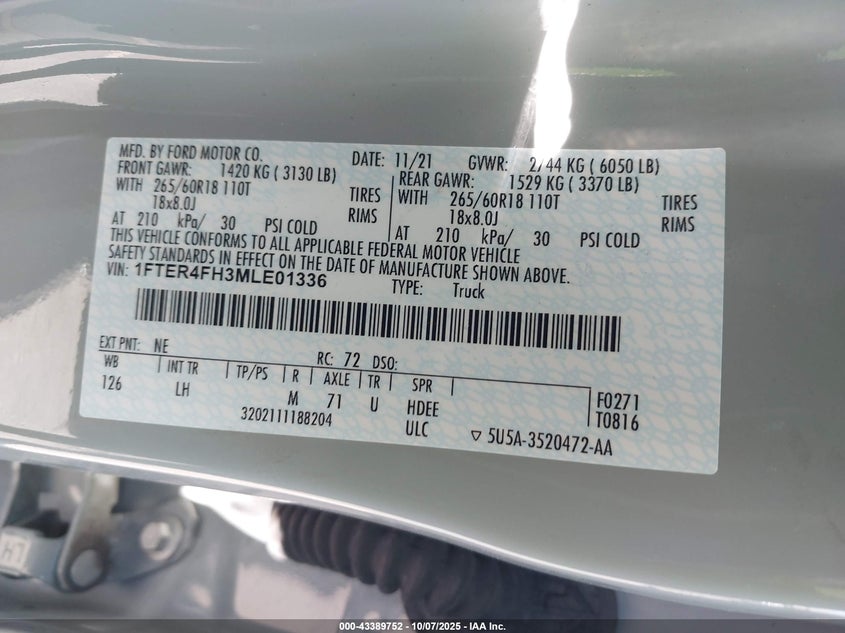 MFD. BY FORD MOTOR CO. DATE: 11/21 GVWR: 2744 KG ( 6050 LB)
FRONT GAWR: 1420 KG ( 3130 LB) REAR GAWR: 1529 KG ( 3370 LB)
WITH 265/60R18 110T TIRES WITH 265/60R18 110T TIRES
18x8.0J RIMS 18x8.0J RIMS
AT 210 kPa/ 30 PSI COLD AT 210 kPa/ 30 PSI COLD
THIS VEHICLE CONFORMS TO ALL APPLICABLE FEDERAL MOTOR VEHICLE
SAFETY STANDARDS IN EFFECT ON THE DATE OF MANUFACTURE SHOWN ABOVE.
VIN: 1FTER4FH3MLE01336 TYPE: Truck
EXT PNT: NE RC: 72 DSO:
WB INT TR TP/PS R AXLE TR SPR
126 LH M 71 U HDEE F0271
3202111188204 ULC T0816
▽ 5U5A-3520472-AA
LH
000-43389752 - 10/07/2025 - IAA Inc.